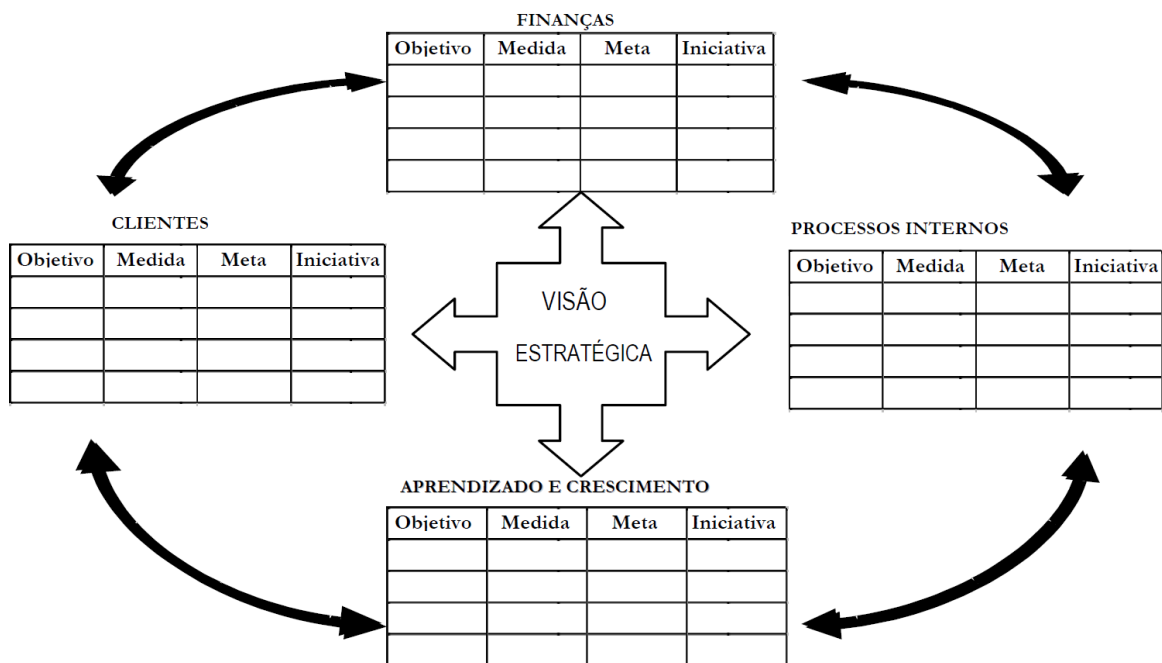 FINANÇAS
Objetivo Medida Meta Iniciativa
CLIENTES
Objetivo Medida Meta Iniciativa
VISÃO
ESTRATÉGICA
PROCESSOS INTERNOS
Objetivo Medida Meta Iniciativa
APRENDIZADO E CRESCIMENTO
Objetivo Medida Meta Iniciativa